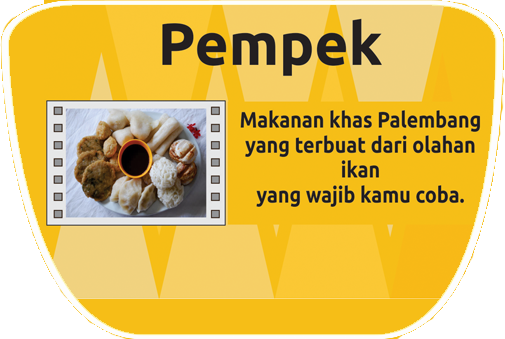 Pempek
Makanan khas Palembang
yang terbuat dari olahan
ikan
yang wajib kamu coba.